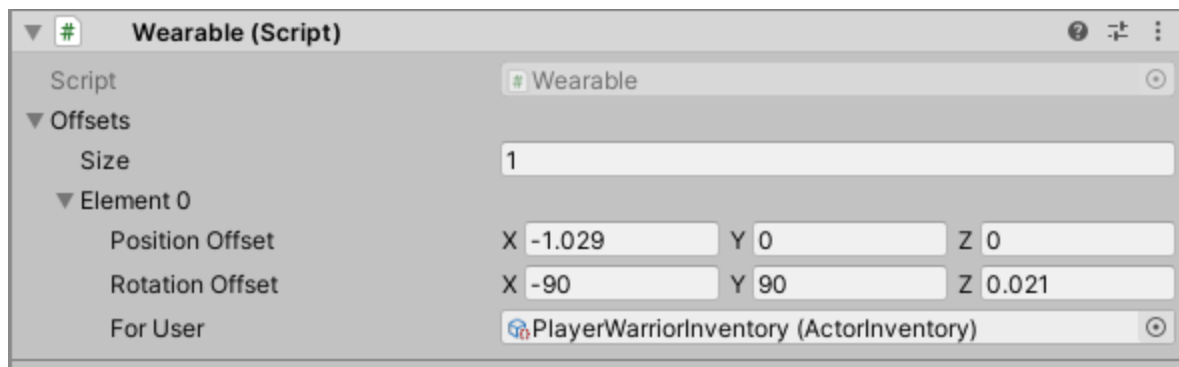 # Wearable (Script)
Script # Wearable
Offsets
Size 1
Element 0
Position Offset X -1.029 Y 0 Z 0
Rotation Offset X -90 Y 90 Z 0.021
For User PlayerWarriorInventory (ActorInventory)